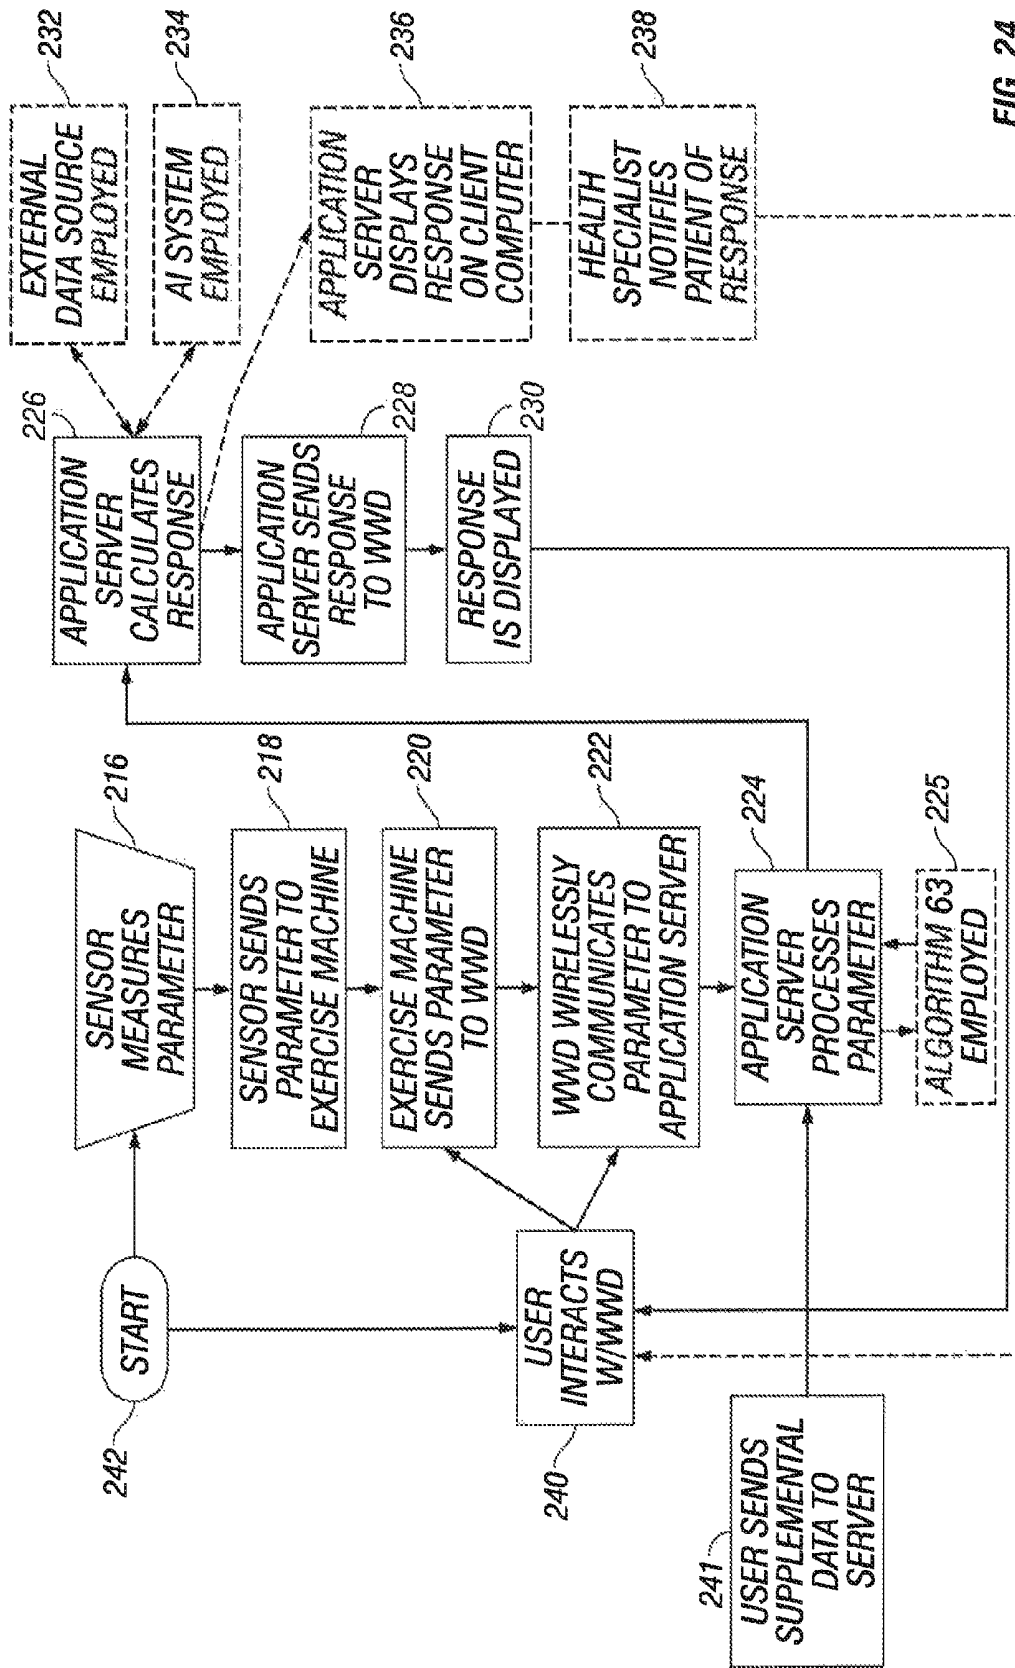 242
START
SENSOR
MEASURES
PARAMETER
216
SENSOR SENDS
PARAMETER TO
EXERCISE MACHINE
218
EXERCISE MACHINE
SENDS PARAMETER
TO WWD
220
WWD WIRELESSLY
COMMUNICATES
PARAMETER TO
APPLICATION SERVER
222
240
USER
INTERACTS
W/WWD
241
USER SENDS
SUPPLEMENTAL
DATA TO
SERVER
APPLICATION
SERVER
PROCESSES
PARAMETER
224
ALGORITHM 63
EMPLOYED
225
226
APPLICATION
SERVER
CALCULATES
RESPONSE
228
APPLICATION
SERVER SENDS
RESPONSE
TO WWD
230
RESPONSE
IS DISPLAYED
232
EXTERNAL
DATA SOURCE
EMPLOYED
234
AI SYSTEM
EMPLOYED
236
APPLICATION
SERVER
DISPLAYS
RESPONSE
ON CLIENT
COMPUTER
238
HEALTH
SPECIALIST
NOTIFIES
PATIENT OF
RESPONSE
FIG. 24